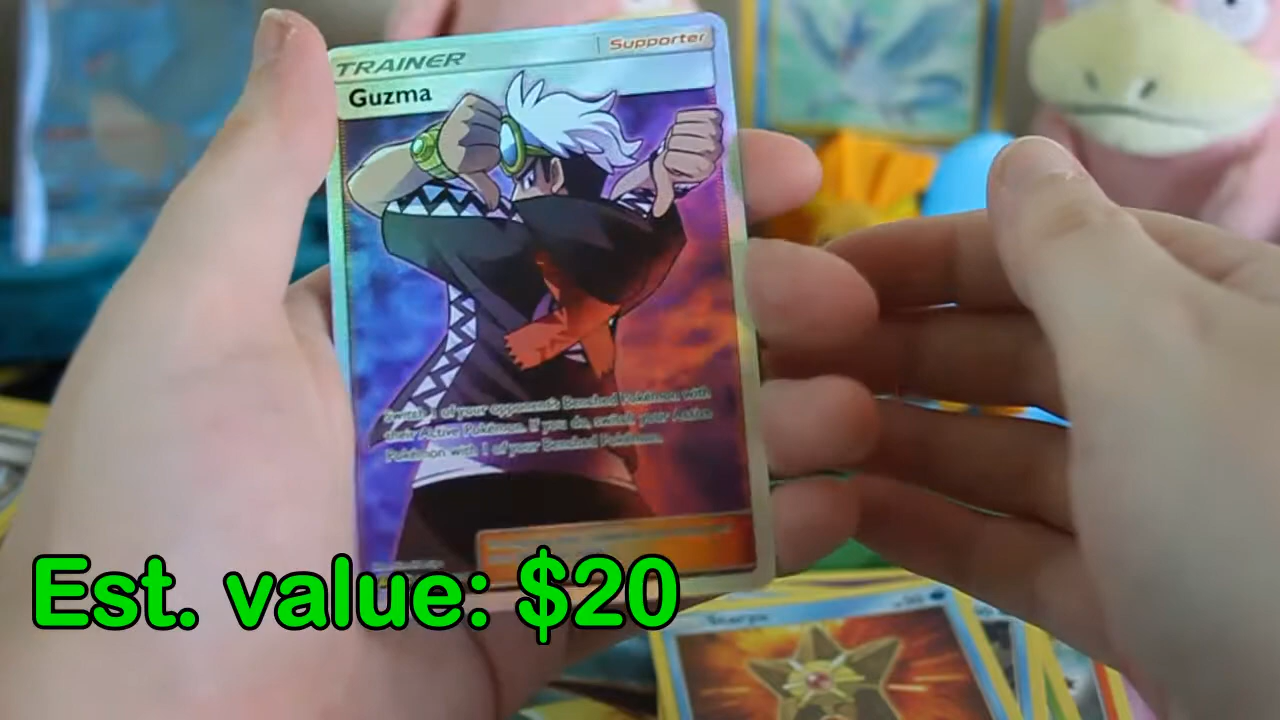 TRAINER
Supporter
Guzma
Switch 1 of your opponent's Benched Pokémon with
their Active Pokémon. If you do, switch your Active
Pokémon with 1 of your Benched Pokémon.
Est. value: $20
Staryu